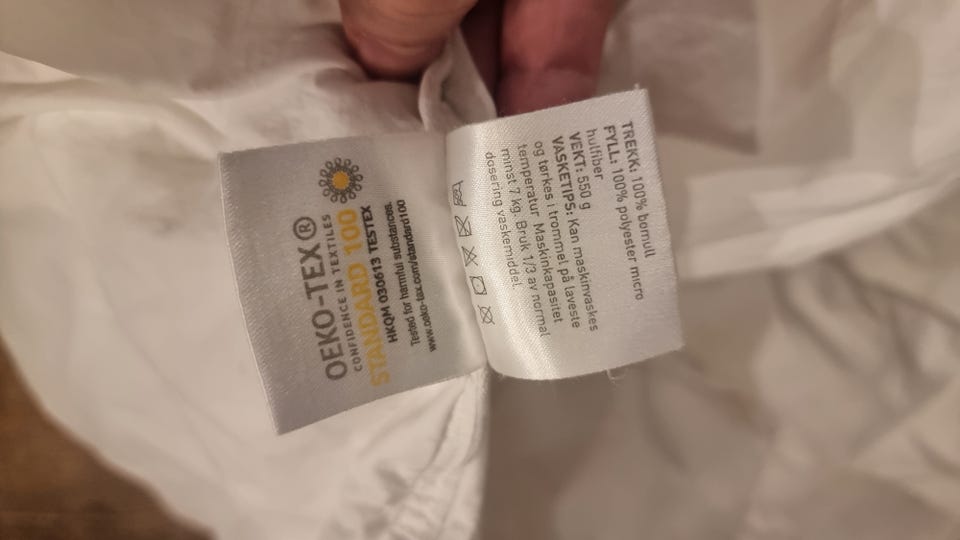 OEKO-TEX®
CONFIDENCE IN TEXTILES
STANDARD 100
HKQM 030613 TESTEX
Tested for harmful substances.
www.oeko-tex.com/standard100
TREKK: 100% bomull
FYLL: 100% polyester micro
hulfiber
VEKT: 550 g
VASKETIPS: Kan maskinvaskes
og tørkes i trommel på laveste
temperatur. Maskinkapasitet
minst 7 kg. Bruk 1/3 av normal
dosering vaskemiddel.